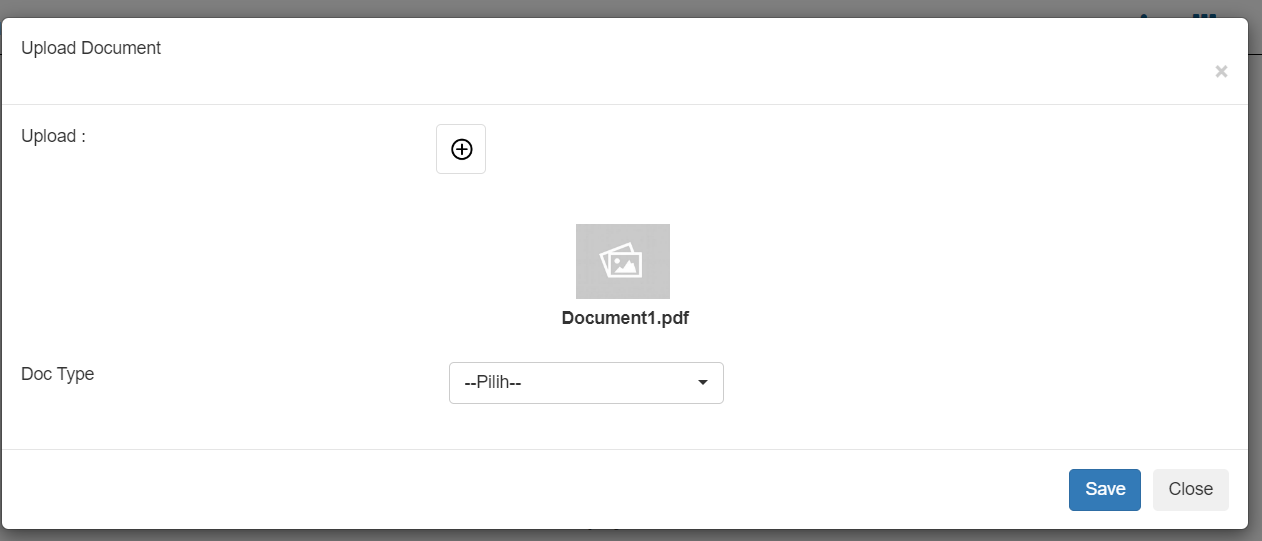 Upload Document
×
Upload :
Document1.pdf
Doc Type
--Pilih--
Save
Close